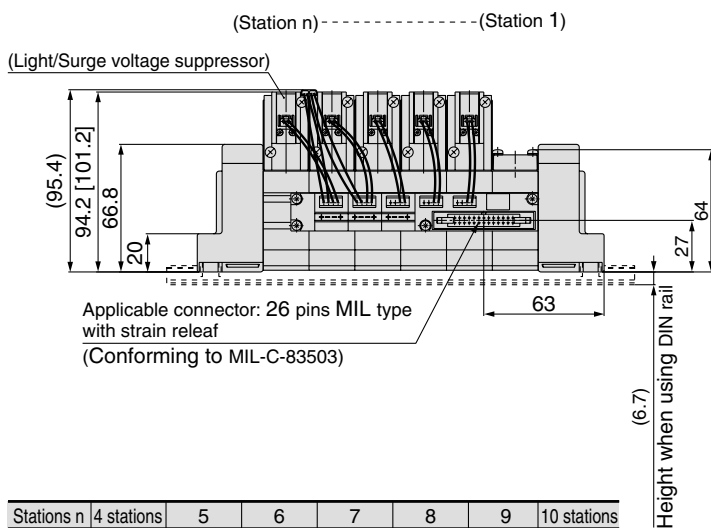 (Station n) (Station 1)
(Light/Surge voltage suppressor)
(95.4)
94.2 [101.2]
66.8
20
64
27
63
Applicable connector: 26 pins MIL type
with strain releaf
(Conforming to MIL-C-83503)
(6.7)
Height when using DIN rail
Stations n 4 stations 5 6 7 8 9 10 stations